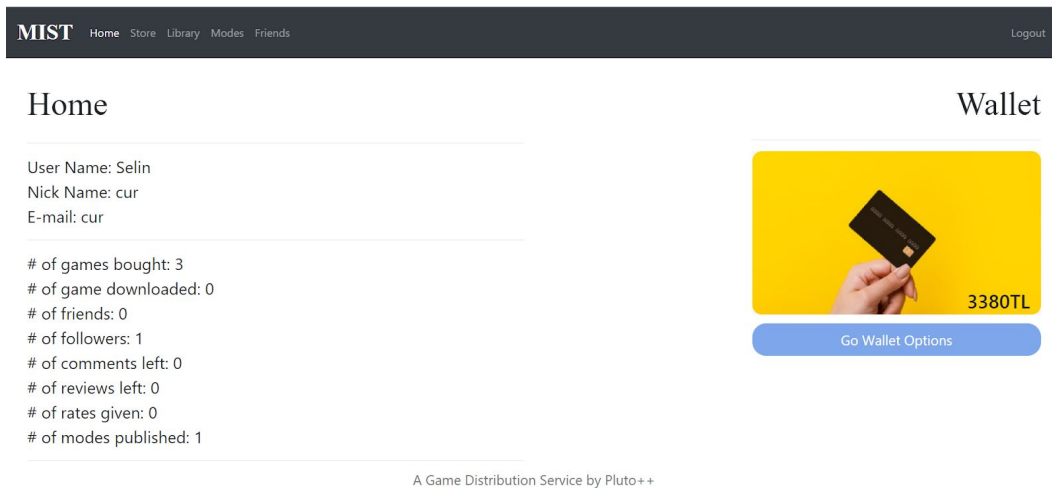 MIST Home Store Library Modes Friends Logout
Home
User Name: Selin
Nick Name: cur
E-mail: cur
# of games bought: 3
# of game downloaded: 0
# of friends: 0
# of followers: 1
# of comments left: 0
# of reviews left: 0
# of rates given: 0
# of modes published: 1
Wallet
3380TL
Go Wallet Options
A Game Distribution Service by Pluto++